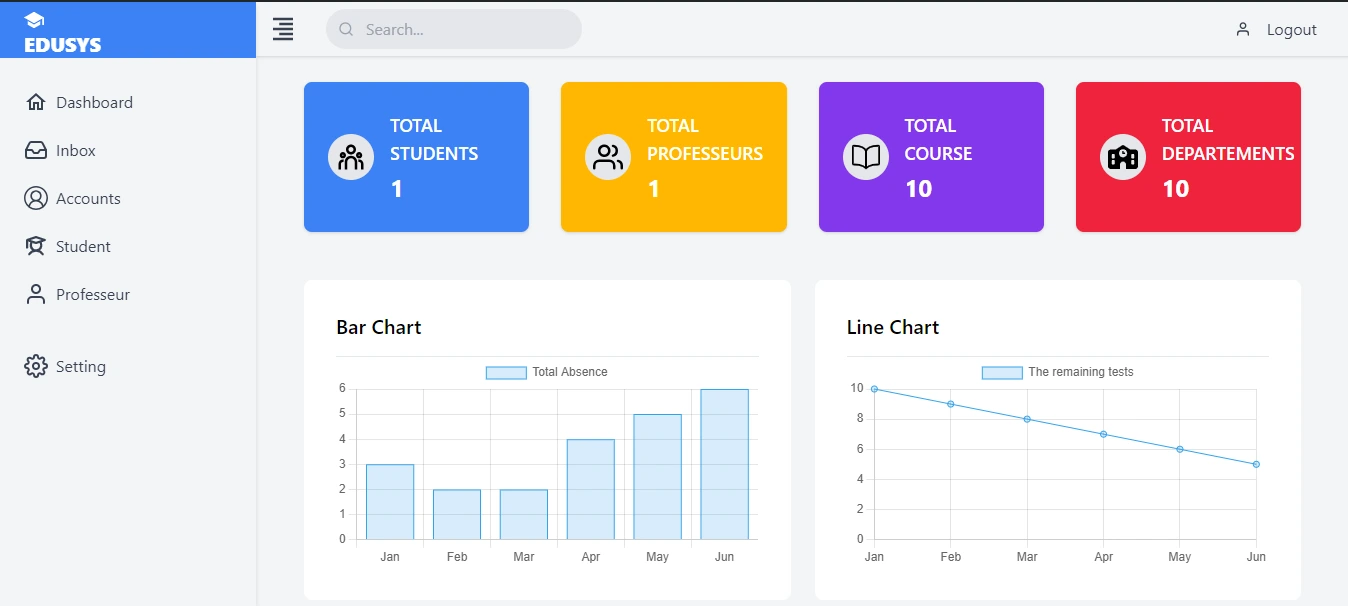 EDUSYS
Search...
Logout
Dashboard
Inbox
Accounts
Student
Professeur
Setting
TOTAL
STUDENTS
1
TOTAL
PROFESSEURS
1
TOTAL
COURSE
10
TOTAL
DEPARTEMENTS
10
Bar Chart
Total Absence
6
5
4
3
2
1
0
Jan Feb Mar Apr May Jun
Line Chart
The remaining tests
10
8
6
4
2
0
Jan Feb Mar Apr May Jun